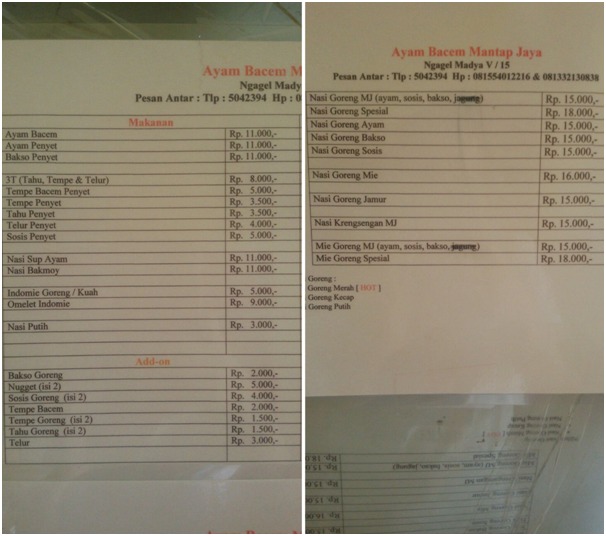 Ayam Bacem M
Ngagel Mady
Pesan Antar : Tlp : 5042394 Hp : 0
Makanan
Ayam Bacem Rp. 11.000,-
Ayam Penyet Rp. 11.000,-
Bakso Penyet Rp. 11.000,-
3T (Tahu, Tempe & Telur) Rp. 8.000,-
Tempe Bacem Penyet Rp. 5.000,-
Tempe Penyet Rp. 3.500,-
Tahu Penyet Rp. 3.500,-
Telur Penyet Rp. 4.000,-
Sosis Penyet Rp. 5.000,-
Nasi Sup Ayam Rp. 11.000,-
Nasi Bakmoy Rp. 11.000,-
Indomie Goreng / Kuah Rp. 5.000,-
Omelet Indomie Rp. 9.000,-
Nasi Putih Rp. 3.000,-
Add-on
Bakso Goreng Rp. 2.000,-
Nugget (isi 2) Rp. 5.000,-
Sosis Goreng (isi 2) Rp. 4.000,-
Tempe Bacem Rp. 2.000,-
Tempe Goreng (isi 2) Rp. 1.500,-
Tahu Goreng (isi 2) Rp. 1.500,-
Telur Rp. 3.000,-
Ayam Bacem Mantap Jaya
Ngagel Madya V / 15
Pesan Antar : Tlp : 5042394 Hp : 081554012216 & 081332130838
Nasi Goreng MJ (ayam, sosis, bakso, jagung) Rp. 15.000,-
Nasi Goreng Spesial Rp. 18.000,-
Nasi Goreng Ayam Rp. 15.000,-
Nasi Goreng Bakso Rp. 15.000,-
Nasi Goreng Sosis Rp. 15.000,-
Nasi Goreng Mie Rp. 16.000,-
Nasi Goreng Jamur Rp. 15.000,-
Nasi Krengsengan MJ Rp. 15.000,-
Mie Goreng MJ (ayam, sosis, bakso, jagung) Rp. 15.000,-
Mie Goreng Spesial Rp. 18.000,-
Goreng :
Goreng Merah [ HOT ]
Goreng Kecap
Goreng Putih